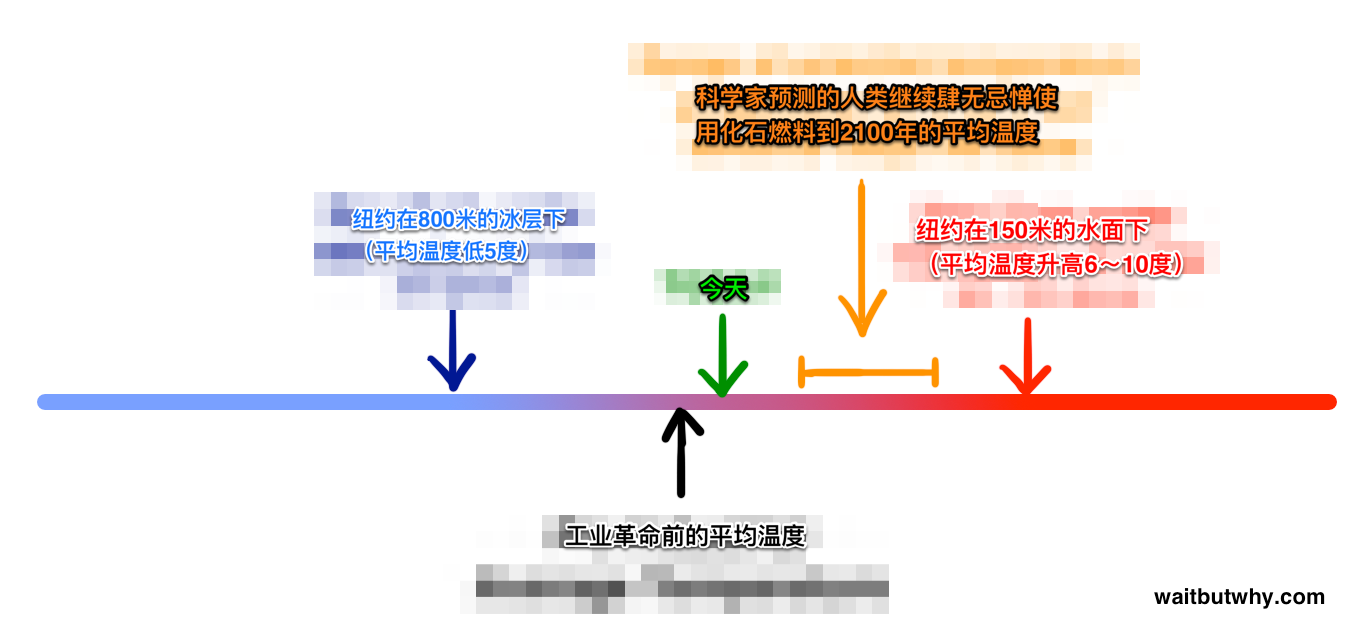 科学家预测的人类继续肆无忌惮使
用化石燃料到2100年的平均温度
纽约在800米的冰层下
（平均温度低5度）
纽约在150米的水面下
（平均温度升高6～10度）
今天
工业革命前的平均温度
waitbutwhy.com